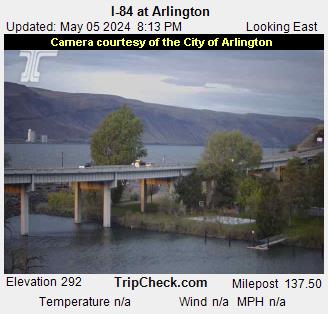 I-84 at Arlington
Updated: May 05 2024 8:13 PM Looking East
Camera courtesy of the City of Arlington
Elevation 292 TripCheck.com Milepost 137.50
Temperature n/a Wind n/a MPH n/a